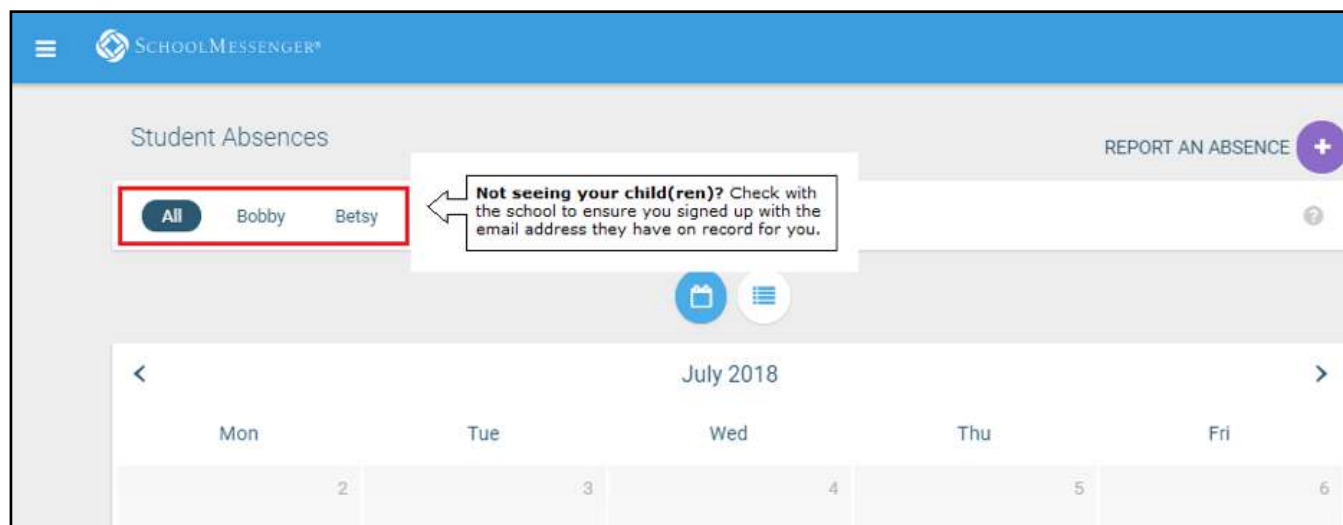 SCHOOLMESSENGER®
Student Absences
REPORT AN ABSENCE +
All Bobby Betsy
Not seeing your child(ren)? Check with
the school to ensure you signed up with the
email address they have on record for you.
?
< July 2018 >
Mon Tue Wed Thu Fri
2 3 4 5 6